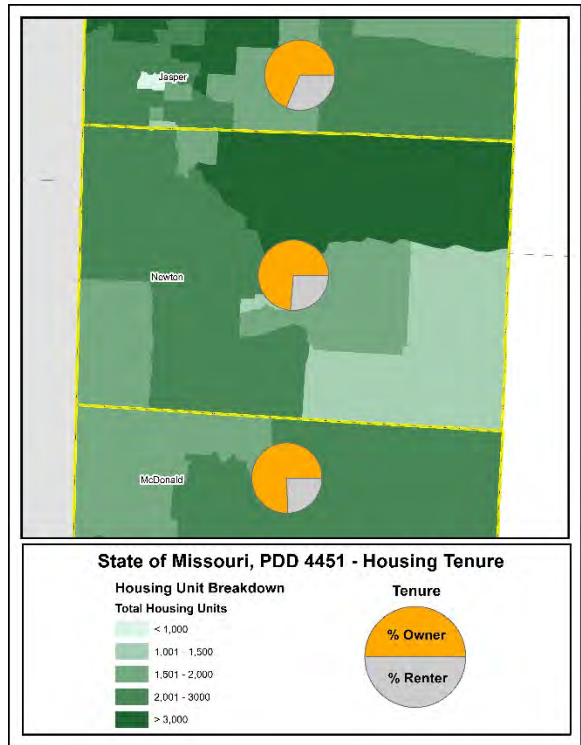 Jasper
Newton
McDonald
State of Missouri, PDD 4451 - Housing Tenure
Housing Unit Breakdown
Total Housing Units
< 1,000
1,001 - 1,500
1,501 - 2,000
2,001 - 3000
> 3,000
Tenure
% Owner
% Renter